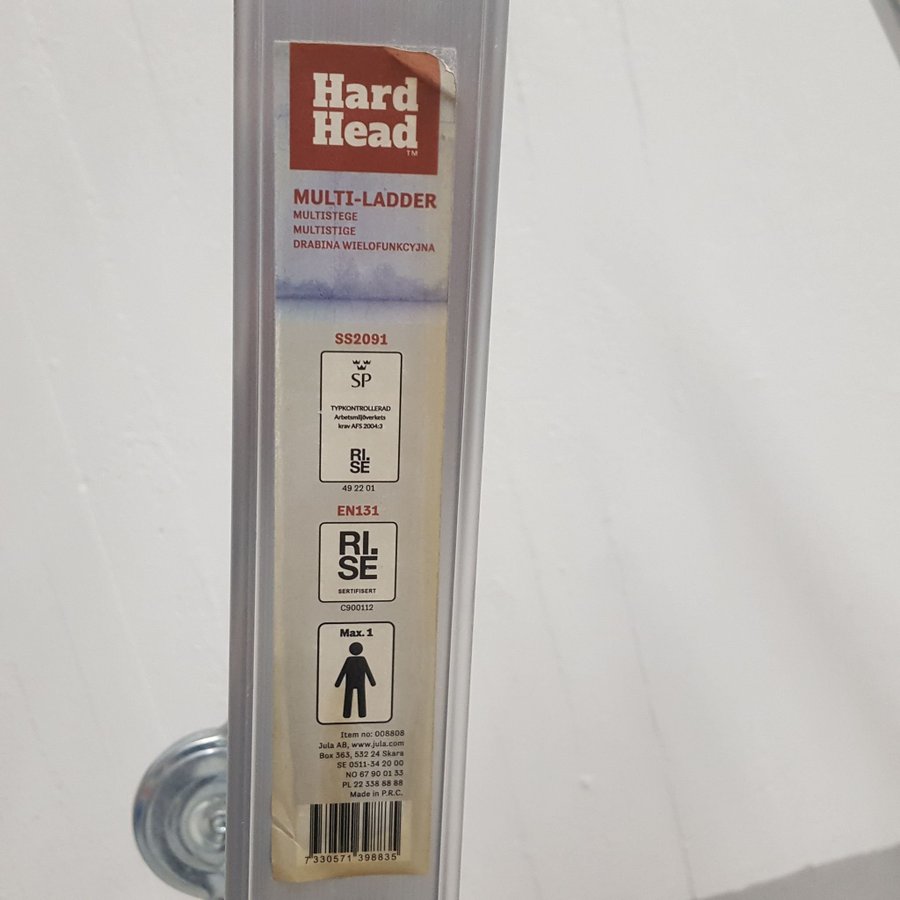 Hard
Head
TM
MULTI-LADDER
MULTISTEGE
MULTISTIGE
DRABINA WIELOFUNKCYJNA
SS2091
SP
TYPKONTROLLERAD
Arbetsmiljöverkets
krav AFS 2004:3
RI.
SE
49 22 01
EN131
RI.
SE
SERTIFISERT
C900112
Max. 1
Item no: 008808
Jula AB, www.jula.com
Box 363, 532 24 Skara
SE 0511-34 20 00
NO 67 90 01 33
PL 22 338 88 88
Made in P.R.C.
7 330571 398835